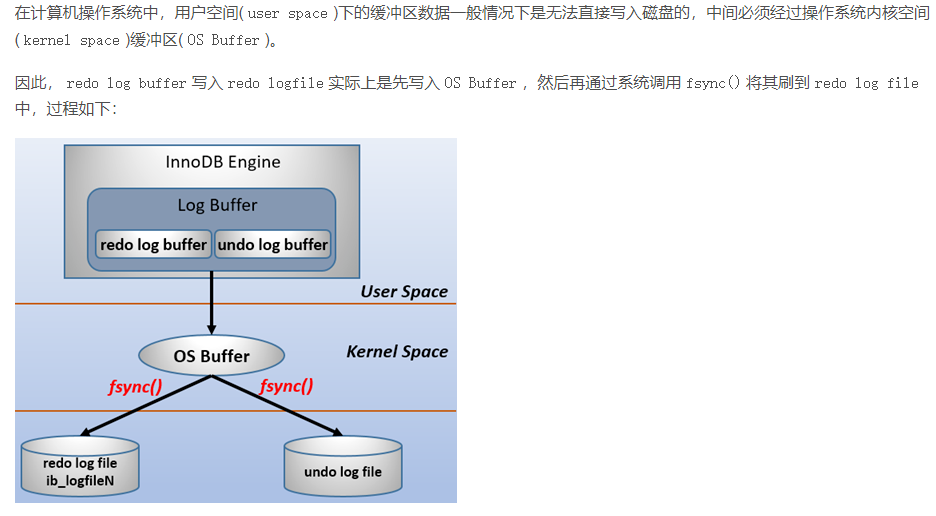 在计算机操作系统中，用户空间( user space )下的缓冲区数据一般情况下是无法直接写入磁盘的，中间必须经过操作系统内核空间
( kernel space )缓冲区( OS Buffer )。
因此， redo log buffer 写入 redo logfile 实际上是先写入 OS Buffer ，然后再通过系统调用 fsync() 将其刷到 redo log file
中，过程如下：
InnoDB Engine
Log Buffer
redo log buffer undo log buffer
User Space
OS Buffer Kernel Space
fsync() fsync()
redo log file
ib_logfileN
undo log file